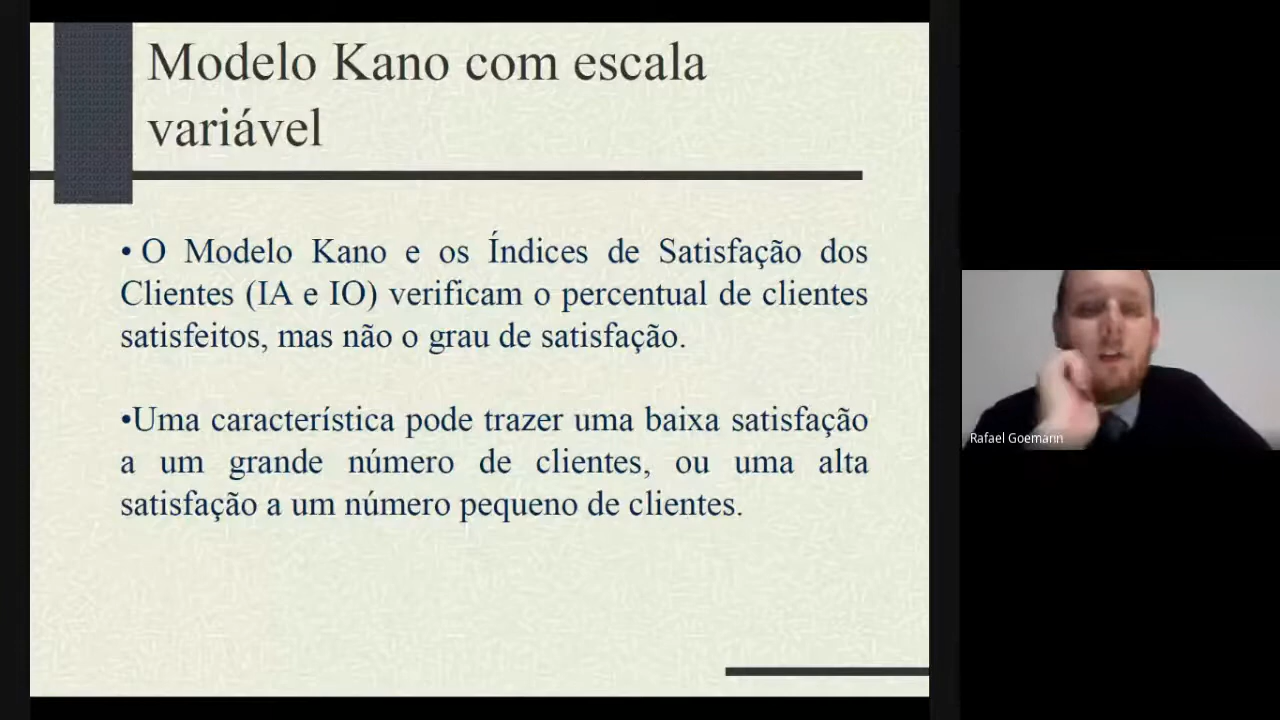 Modelo Kano com escala
variável
• O Modelo Kano e os Índices de Satisfação dos
Clientes (IA e IO) verificam o percentual de clientes
satisfeitos, mas não o grau de satisfação.
•Uma característica pode trazer uma baixa satisfação
a um grande número de clientes, ou uma alta
satisfação a um número pequeno de clientes.
Rafael Goemann